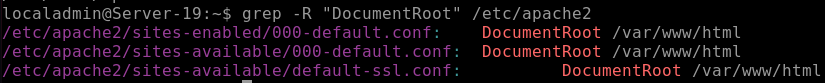 localadmin@Server-19:~$ grep -R "DocumentRoot" /etc/apache2
/etc/apache2/sites-enabled/000-default.conf:    DocumentRoot /var/www/html
/etc/apache2/sites-available/000-default.conf:  DocumentRoot /var/www/html
/etc/apache2/sites-available/default-ssl.conf:          DocumentRoot /var/www/html